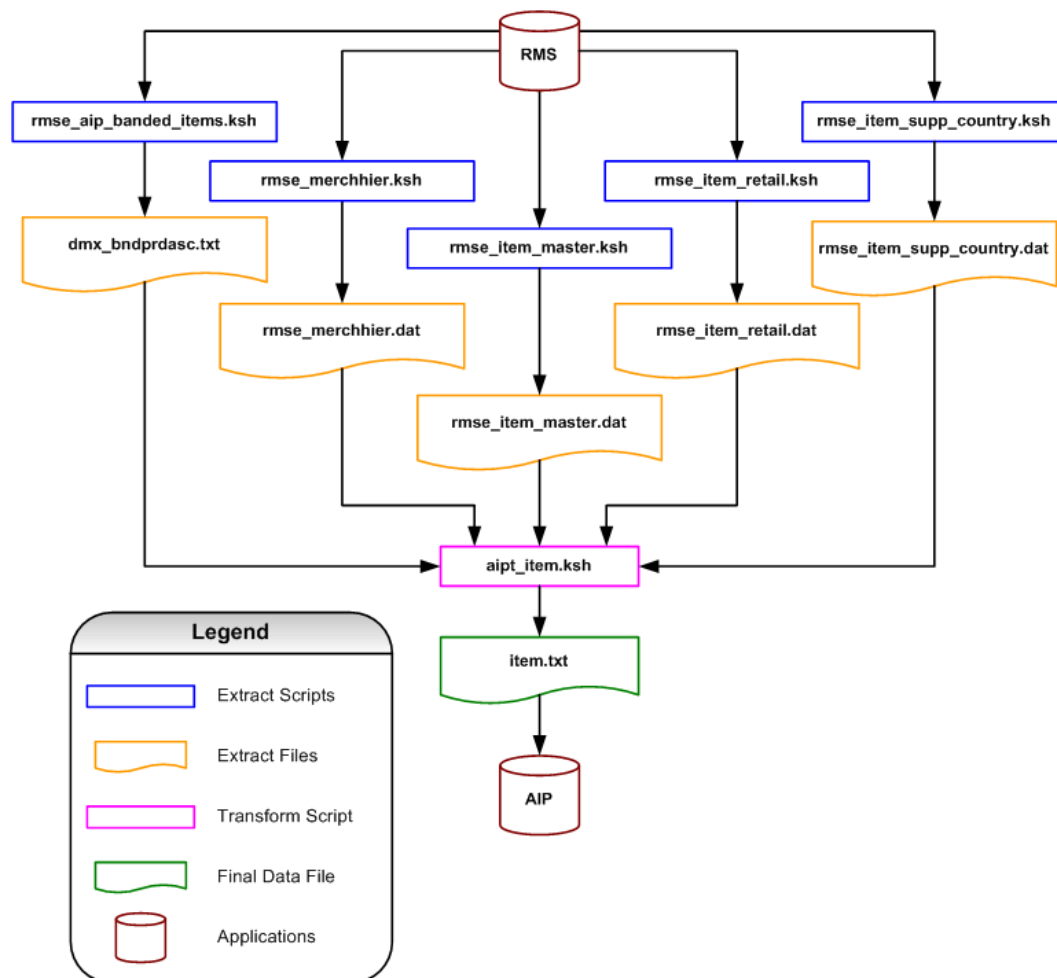 RMS
rmse_aip_banded_items.ksh
rmse_item_supp_country.ksh
rmse_merchhier.ksh
rmse_item_retail.ksh
dmx_bndprdasc.txt
rmse_item_master.ksh
rmse_item_supp_country.dat
rmse_merchhier.dat
rmse_item_retail.dat
rmse_item_master.dat
aipt_item.ksh
item.txt
AIP
Legend
Extract Scripts
Extract Files
Transform Script
Final Data File
Applications